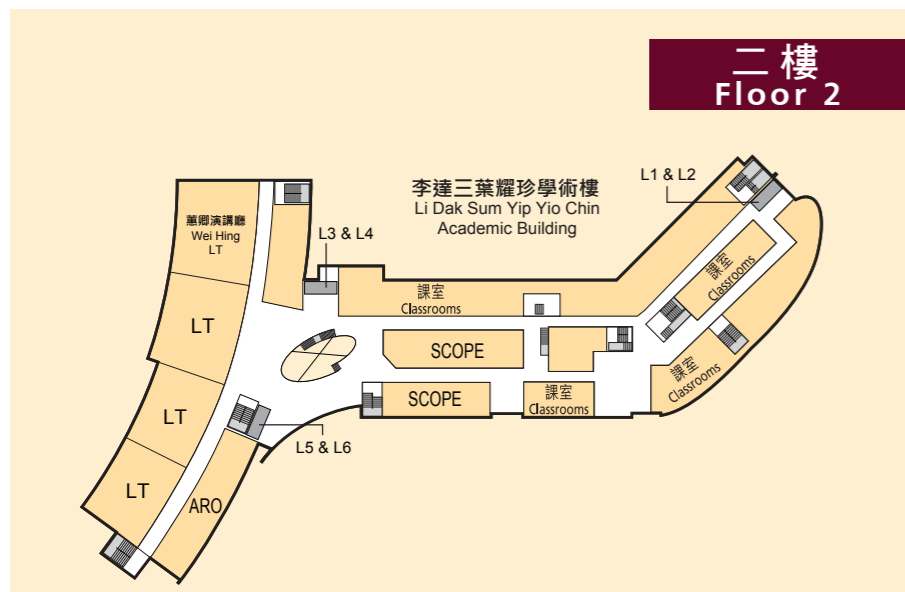 二樓
Floor 2
李達三葉耀珍學術樓
Li Dak Sum Yip Yio Chin
Academic Building
L1 & L2
蕙卿演講廳
Wei Hing
LT
L3 & L4
課室
Classrooms
課室
Classrooms
LT
SCOPE
課室
Classrooms
SCOPE
課室
Classrooms
LT
L5 & L6
LT
ARO